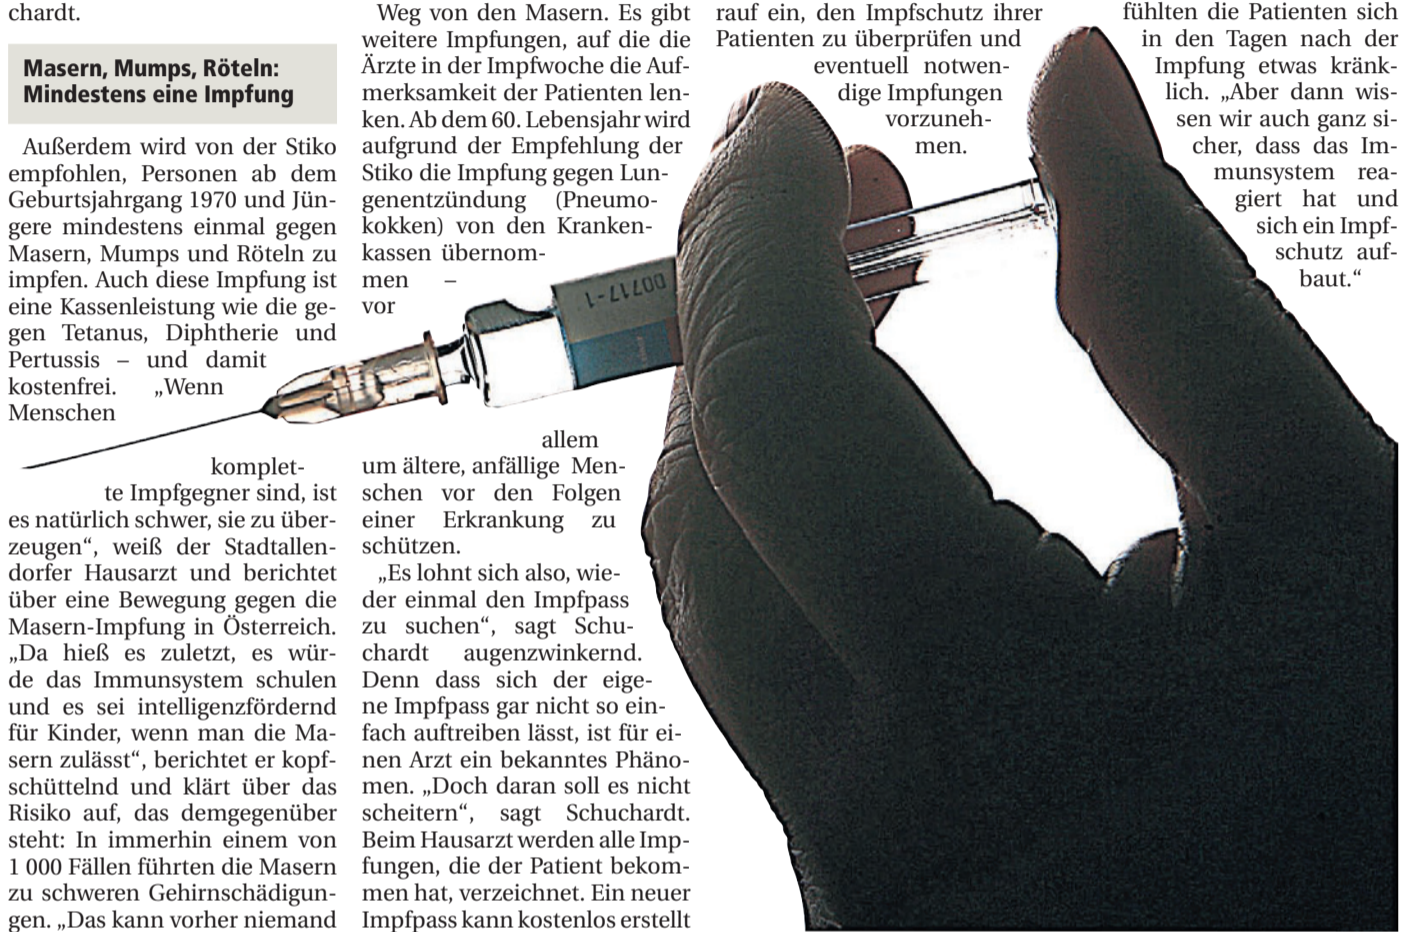 chardt.
Masern, Mumps, Röteln:
Mindestens eine Impfung
Außerdem wird von der Stiko
empfohlen, Personen ab dem
Geburtsjahrgang 1970 und Jün-
gere mindestens einmal gegen
Masern, Mumps und Röteln zu
impfen. Auch diese Impfung ist
eine Kassenleistung wie die ge-
gen Tetanus, Diphtherie und
Pertussis – und damit
kostenfrei. „Wenn
Menschen
komplet-
te Impfgegner sind, ist
es natürlich schwer, sie zu über-
zeugen“, weiß der Stadtallen-
dorfer Hausarzt und berichtet
über eine Bewegung gegen die
Masern-Impfung in Österreich.
„Da hieß es zuletzt, es wür-
de das Immunsystem schulen
und es sei intelligenzfördernd
für Kinder, wenn man die Ma-
sern zulässt“, berichtet er kopf-
schüttelnd und klärt über das
Risiko auf, das demgegenüber
steht: In immerhin einem von
1 000 Fällen führten die Masern
zu schweren Gehirnschädigun-
gen. „Das kann vorher niemand
Weg von den Masern. Es gibt
weitere Impfungen, auf die die
Ärzte in der Impfwoche die Auf-
merksamkeit der Patienten len-
ken. Ab dem 60. Lebensjahr wird
aufgrund der Empfehlung der
Stiko die Impfung gegen Lun-
genentzündung (Pneumo-
kokken) von den Kranken-
kassen übernom-
men –
vor
allem
um ältere, anfällige Men-
schen vor den Folgen
einer Erkrankung zu
schützen.
„Es lohnt sich also, wie-
der einmal den Impfpass
zu suchen“, sagt Schu-
chardt augenzwinkernd.
Denn dass sich der eige-
ne Impfpass gar nicht so ein-
fach auftreiben lässt, ist für ei-
nen Arzt ein bekanntes Phäno-
men. „Doch daran soll es nicht
scheitern“, sagt Schuchardt.
Beim Hausarzt werden alle Imp-
fungen, die der Patient bekom-
men hat, verzeichnet. Ein neuer
Impfpass kann kostenlos erstellt
rauf ein, den Impfschutz ihrer
Patienten zu überprüfen und
eventuell notwen-
dige Impfungen
vorzuneh-
men.
fühlten die Patienten sich
in den Tagen nach der
Impfung etwas kränk-
lich. „Aber dann wis-
sen wir auch ganz si-
cher, dass das Im-
munsystem rea-
giert hat und
sich ein Impf-
schutz auf-
baut.“
D0717-1